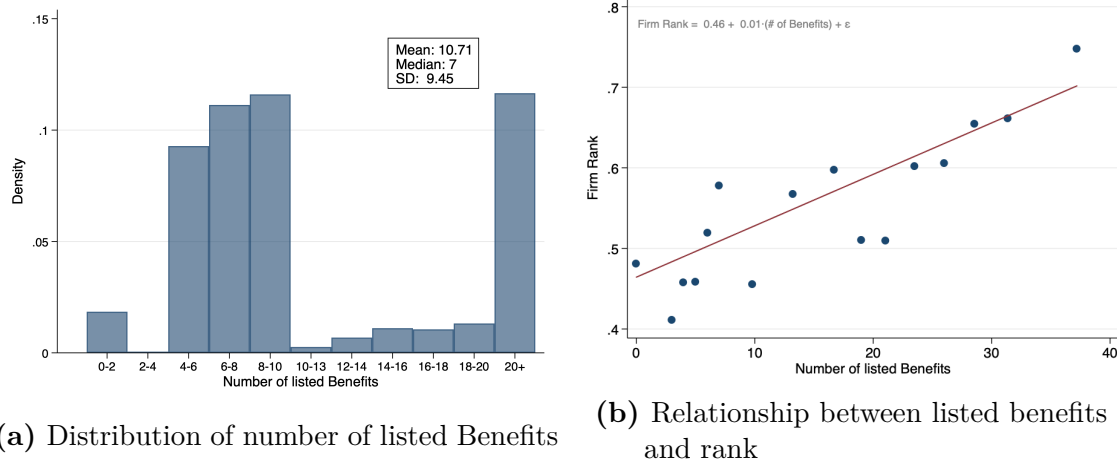 .15
.1
.05
0
Density
Mean: 10.71
Median: 7
SD: 9.45
0-2 2-4 4-6 6-8 8-10 10-13 12-14 14-16 16-18 18-20 20+
Number of listed Benefits
(a) Distribution of number of listed Benefits
.8
.7
.6
.5
.4
Firm Rank
Firm Rank = 0.46 + 0.01·(# of Benefits) + ε
0 10 20 30 40
Number of listed Benefits
(b) Relationship between listed benefits
and rank